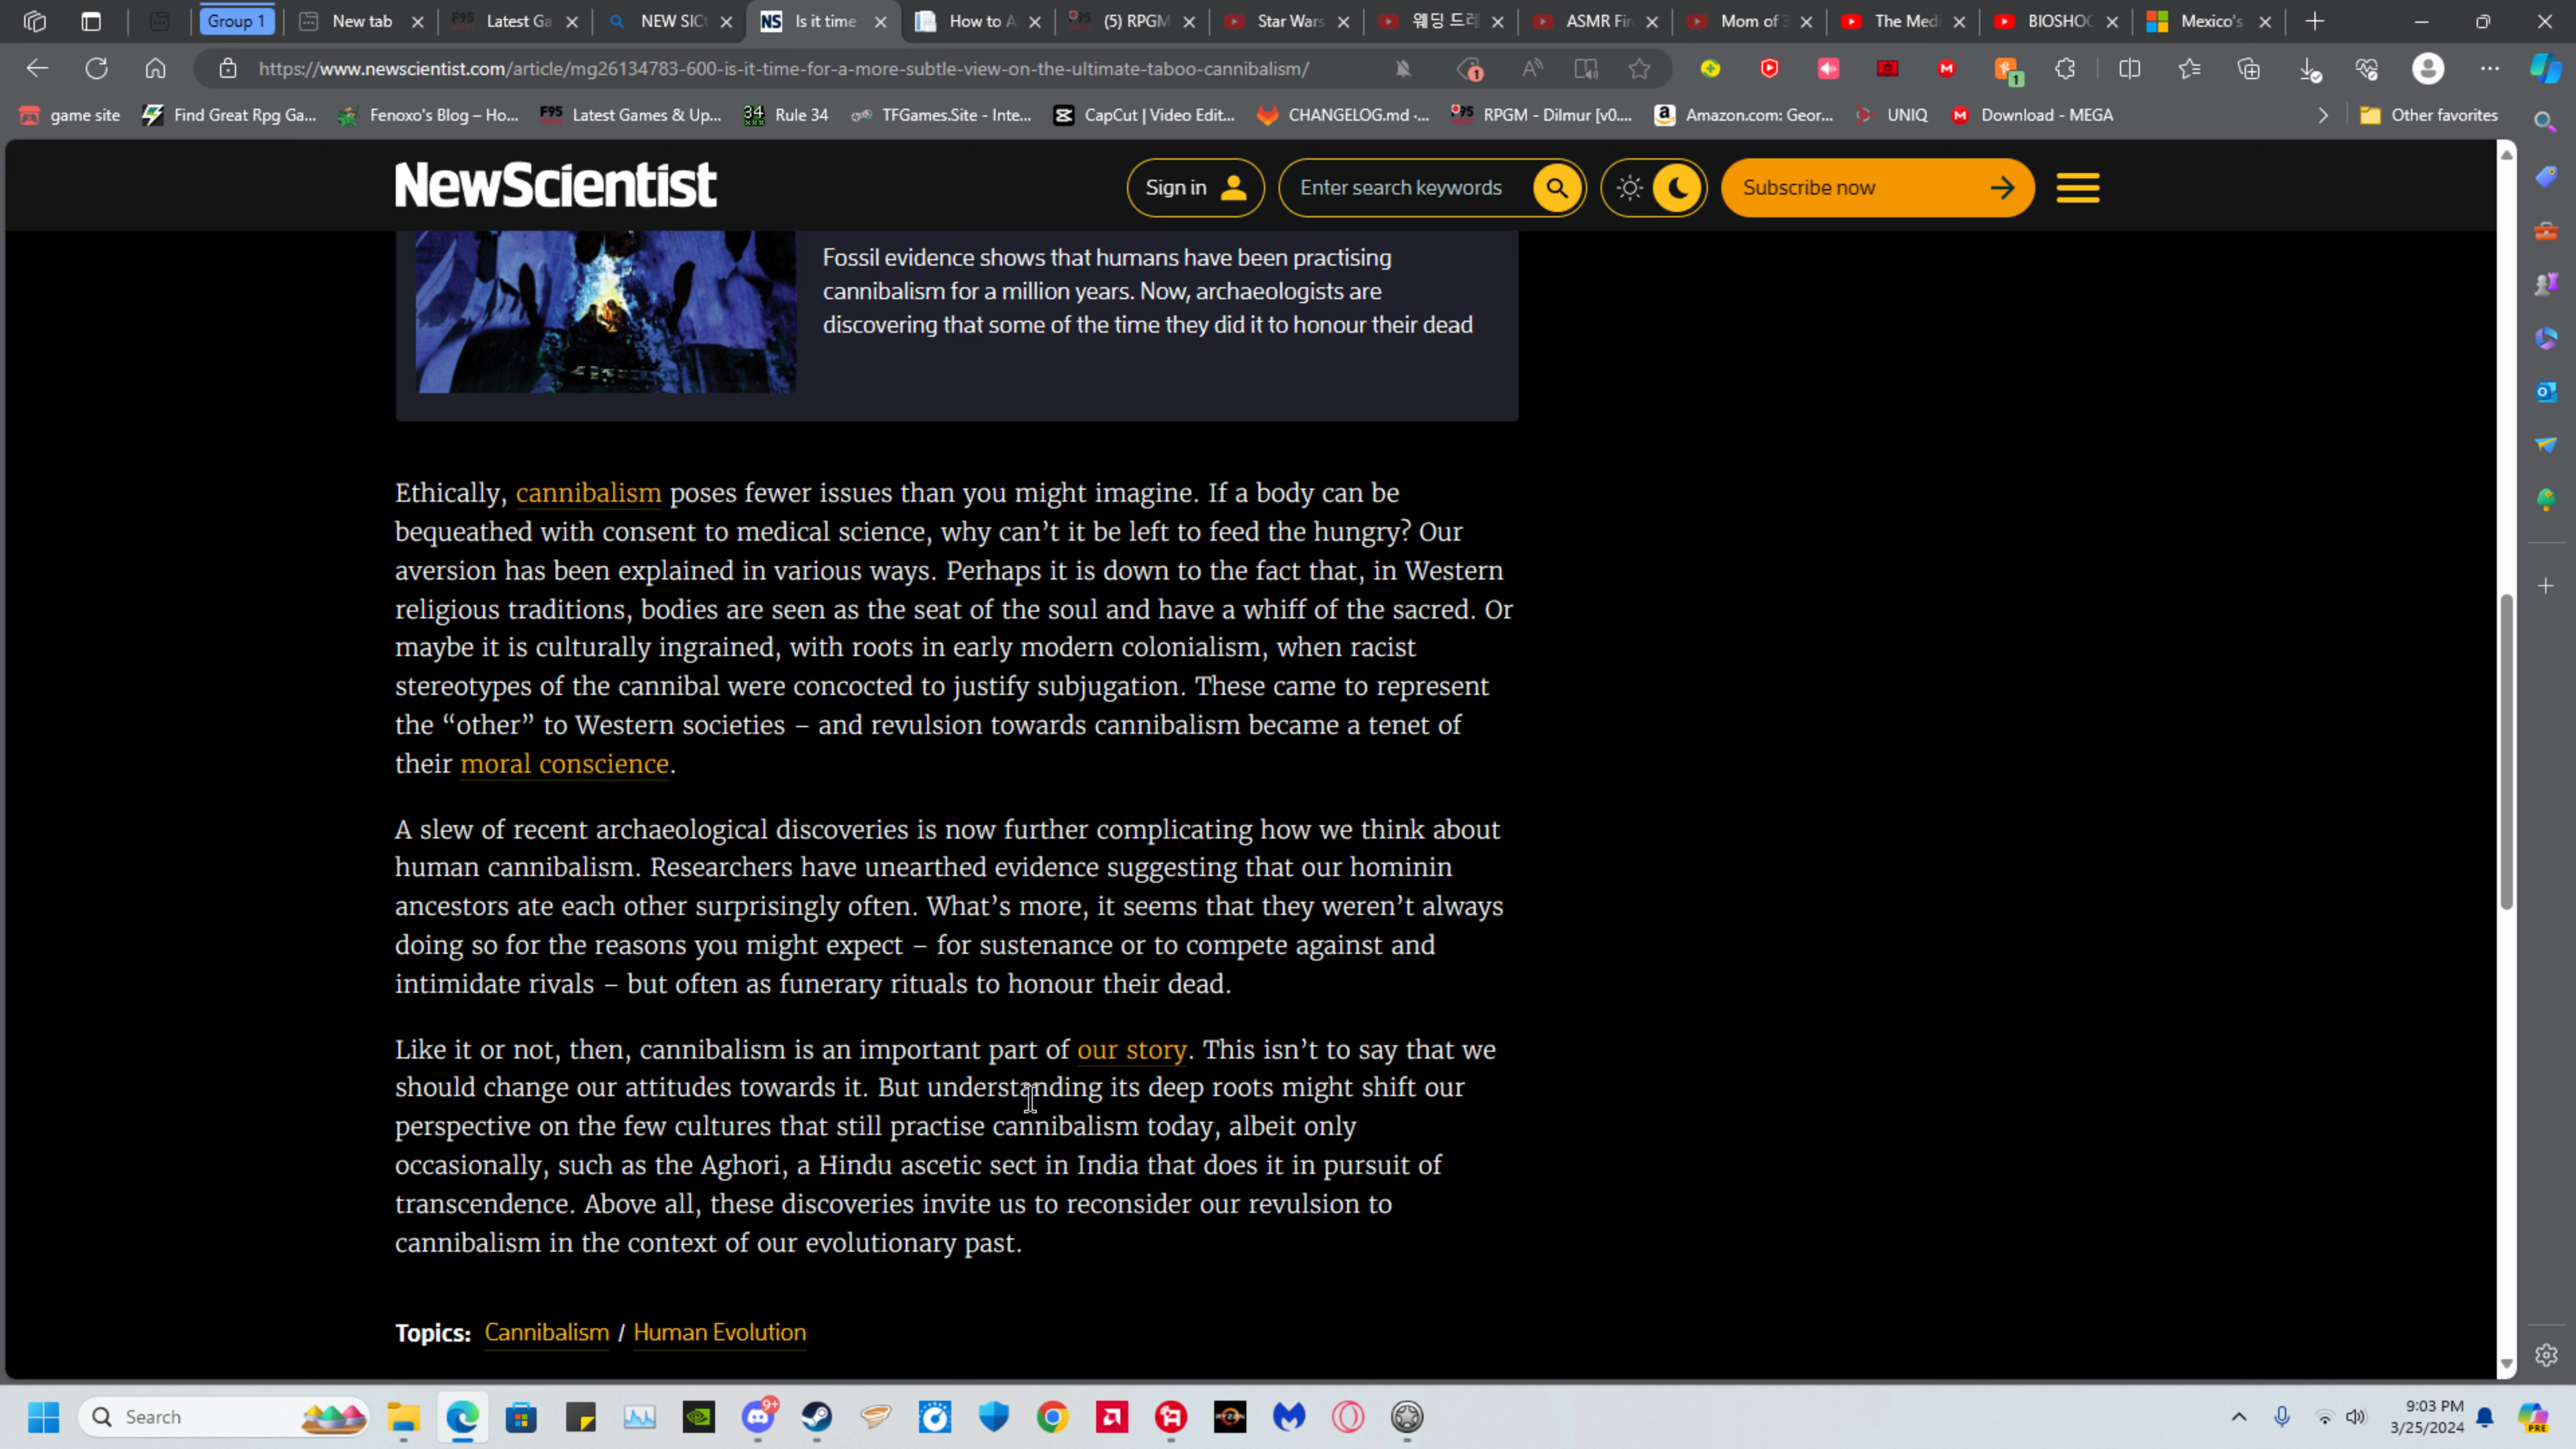 Group 1
New tab
Latest Ga
NEW SIC
Is it time
How to A
(5) RPGM
Star Wars
웨딩 드레
ASMR Fir
Mom of 3
The Medi
BIOSHOC
Mexico's
https://www.newscientist.com/article/mg26134783-600-is-it-time-for-a-more-subtle-view-on-the-ultimate-taboo-cannibalism/
1
1
game site
Find Great Rpg Ga...
Fenoxo's Blog – Ho...
F95
Latest Games & Up...
34
Rule 34
TFGames.Site - Inte...
CapCut | Video Edit...
CHANGELOG.md ·...
RPGM - Dilmur [v0....
Amazon.com: Geor...
UNIQ
Download - MEGA
Other favorites
NewScientist
Sign in
Enter search keywords
Subscribe now
Fossil evidence shows that humans have been practising
cannibalism for a million years. Now, archaeologists are
discovering that some of the time they did it to honour their dead
Ethically, cannibalism poses fewer issues than you might imagine. If a body can be
bequeathed with consent to medical science, why can’t it be left to feed the hungry? Our
aversion has been explained in various ways. Perhaps it is down to the fact that, in Western
religious traditions, bodies are seen as the seat of the soul and have a whiff of the sacred. Or
maybe it is culturally ingrained, with roots in early modern colonialism, when racist
stereotypes of the cannibal were concocted to justify subjugation. These came to represent
the “other” to Western societies – and revulsion towards cannibalism became a tenet of
their moral conscience.
A slew of recent archaeological discoveries is now further complicating how we think about
human cannibalism. Researchers have unearthed evidence suggesting that our hominin
ancestors ate each other surprisingly often. What’s more, it seems that they weren’t always
doing so for the reasons you might expect – for sustenance or to compete against and
intimidate rivals – but often as funerary rituals to honour their dead.
Like it or not, then, cannibalism is an important part of our story. This isn’t to say that we
should change our attitudes towards it. But understanding its deep roots might shift our
perspective on the few cultures that still practise cannibalism today, albeit only
occasionally, such as the Aghori, a Hindu ascetic sect in India that does it in pursuit of
transcendence. Above all, these discoveries invite us to reconsider our revulsion to
cannibalism in the context of our evolutionary past.
Topics: Cannibalism / Human Evolution
Search
9+
RYZEN
9:03 PM
3/25/2024
PRE